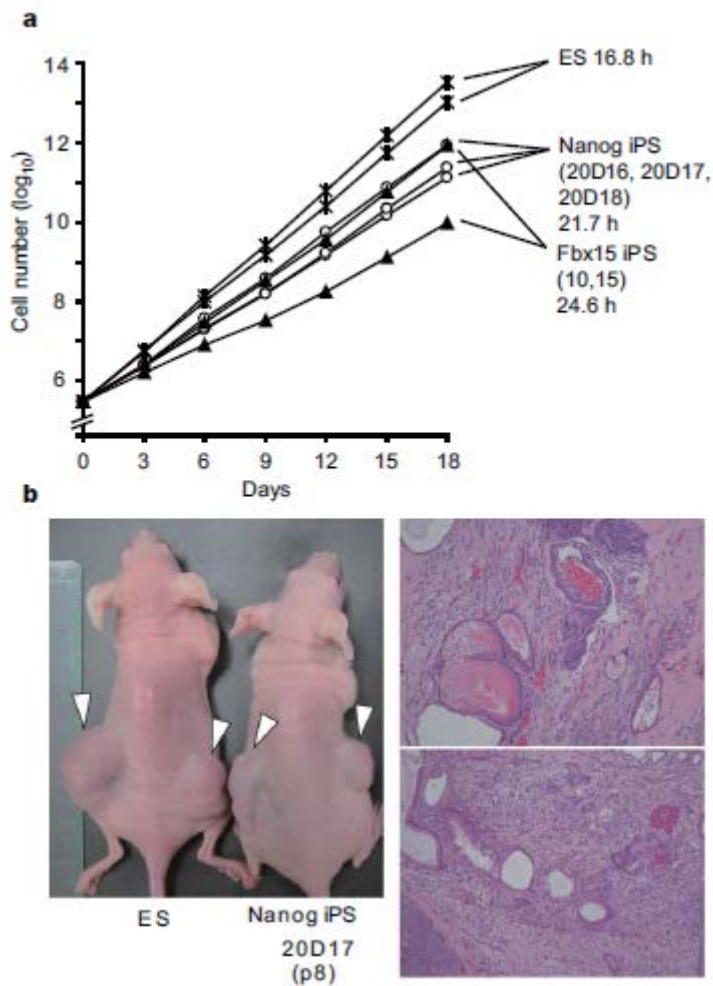 a
Cell number (log10)
14
12
10
8
6
0 3 6 9 12 15 18
Days
ES 16.8 h
Nanog iPS
(20D16, 20D17,
20D18)
21.7 h
Fbx15 iPS
(10,15)
24.6 h
b
ES
Nanog iPS
20D17
(p8)